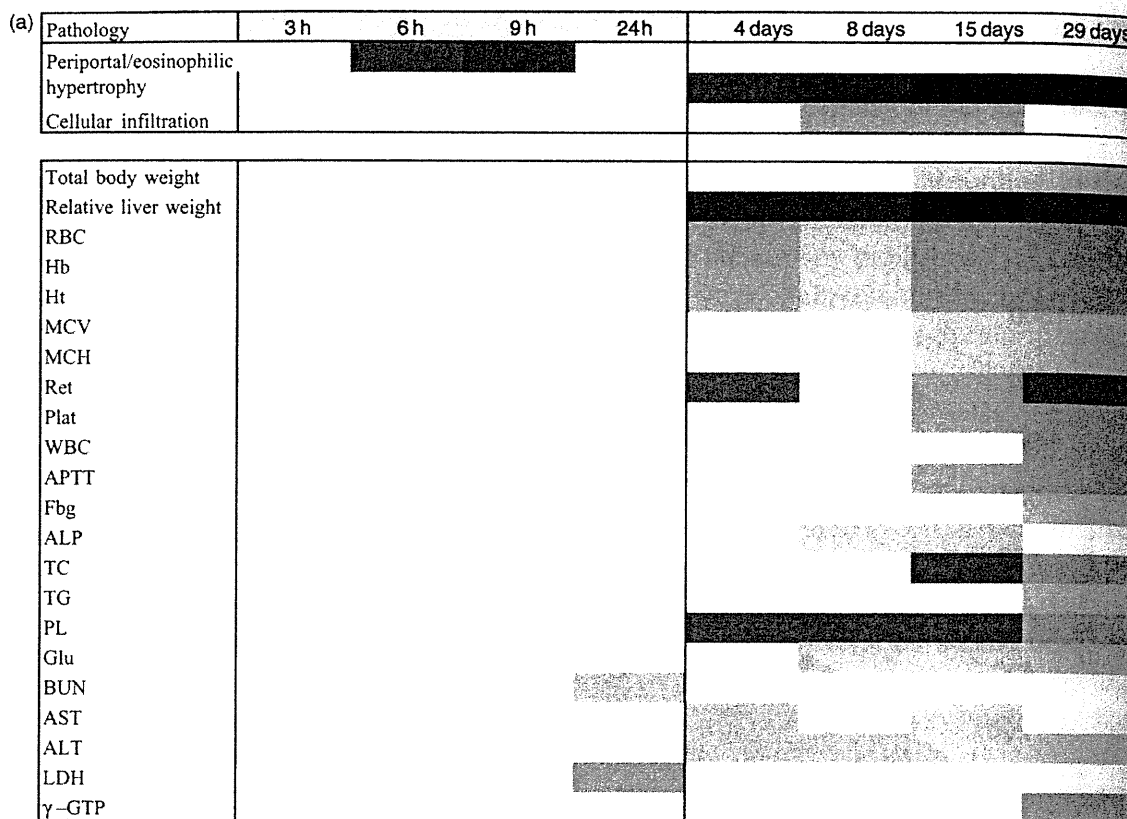 (a)
Pathology 3 h 6 h 9 h 24 h 4 days 8 days 15 days 29 days
Periportal/eosinophilic
hypertrophy
Cellular infiltration
Total body weight
Relative liver weight
RBC
Hb
Ht
MCV
MCH
Ret
Plat
WBC
APTT
Fbg
ALP
TC
TG
PL
Glu
BUN
AST
ALT
LDH
γ–GTP